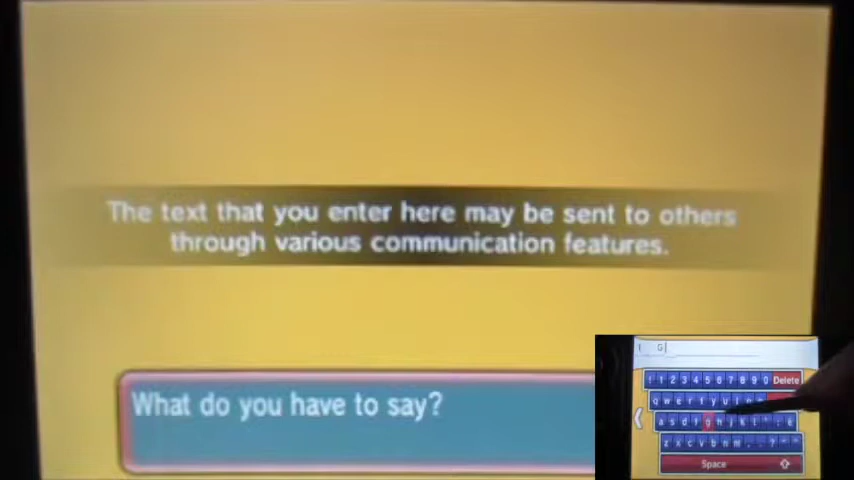 The text that you enter here may be sent to others
through various communication features.
What do you have to say?
G
1 2 3 4 5 6 7 8 9 0 Delete
q w e r t y u i o p
a s d f g h j k l
z x c v b n m , . ?
Space